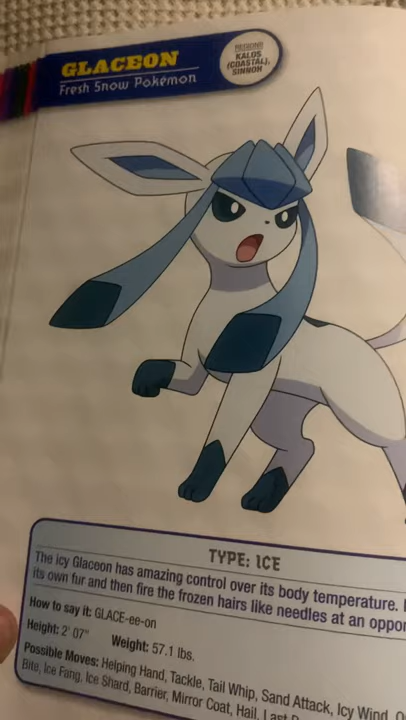 GLACEON
Fresh Snow Pokémon
REGIONS
KALOS
(COASTAL),
SINNOH
TYPE: ICE
The icy Glaceon has amazing control over its body temperature.
its own fur and then fire the frozen hairs like needles at an
How to say it: GLACE-ee-on
Height: 2' 07" Weight: 57.1 lbs.
Possible Moves: Helping Hand, Tackle, Tail Whip, Sand Attack, Icy Wind,
Bite, Ice Fang, Ice Shard, Barrier, Mirror Coat, Hail,